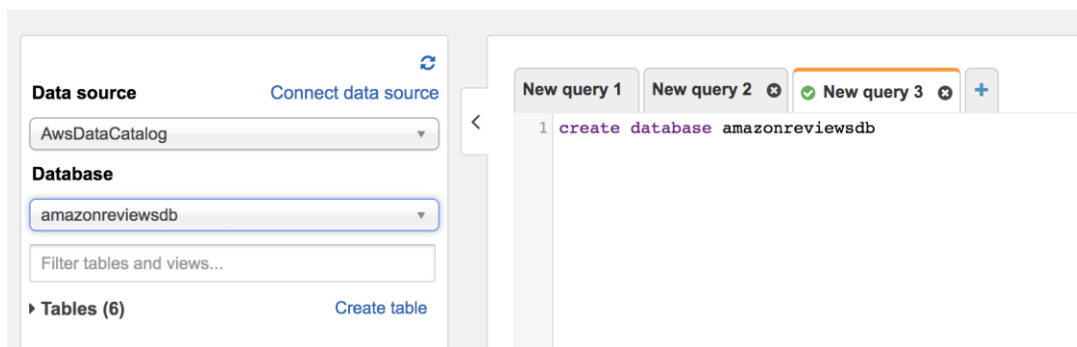 Data source Connect data source
AwsDataCatalog
Database
amazonreviewsdb
Filter tables and views...
Tables (6) Create table
New query 1 New query 2 New query 3 +
1 create database amazonreviewsdb